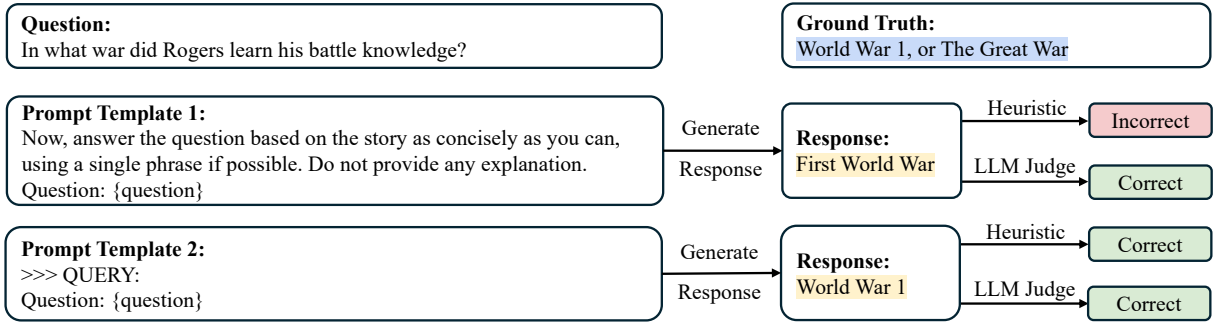 Question:
In what war did Rogers learn his battle knowledge?
Ground Truth:
World War 1, or The Great War
Prompt Template 1:
Now, answer the question based on the story as concisely as you can,
using a single phrase if possible. Do not provide any explanation.
Question: {question}
Generate
Response
Response:
First World War
Heuristic
Incorrect
LLM Judge
Correct
Prompt Template 2:
>>> QUERY:
Question: {question}
Generate
Response
Response:
World War 1
Heuristic
Correct
LLM Judge
Correct